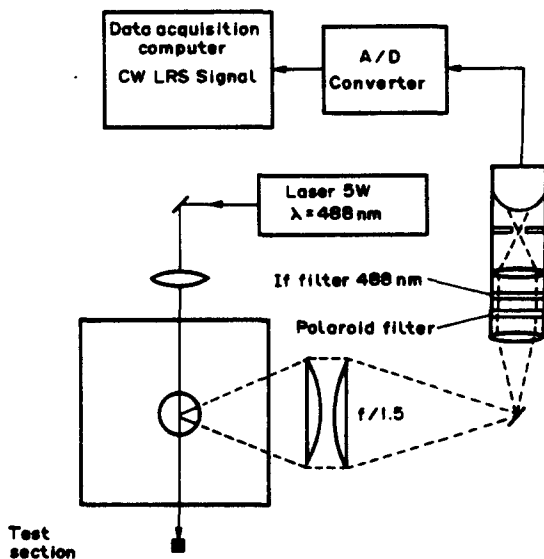 Data acquisition
computer
CW LRS Signal
A/D
Converter
Laser 5W
λ = 488 nm
If filter 488 nm
Polaroid filter
f/1.5
Test
section